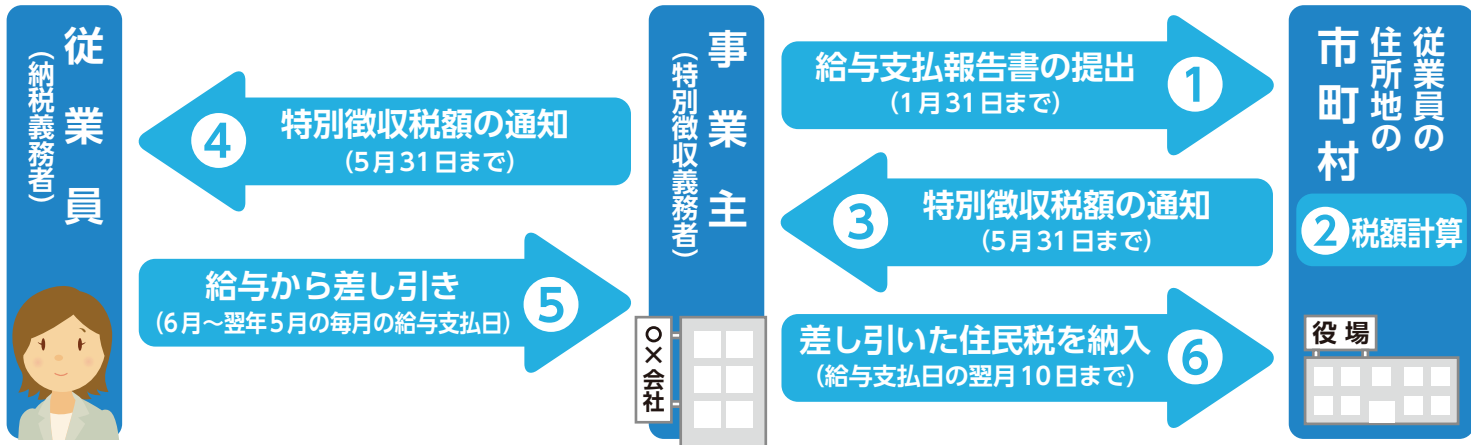 従業員
（納税義務者）
④
特別徴収税額の通知
（5月31日まで）
給与から差し引き
（6月～翌年5月の毎月の給与支払日）
⑤
事業主
（特別徴収義務者）
○×会社
給与支払報告書の提出
（1月31日まで）
①
③
特別徴収税額の通知
（5月31日まで）
差し引いた住民税を納入
（給与支払日の翌月10日まで）
⑥
従業員の
住所地の
市町村
②税額計算
役場